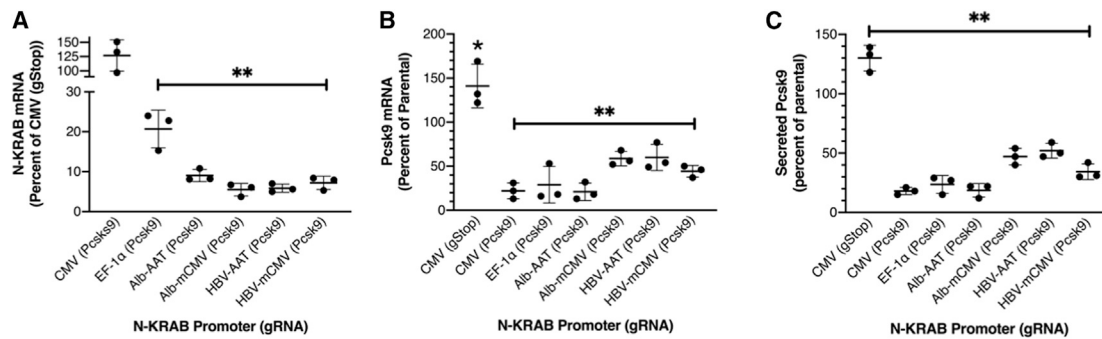 A
N-KRAB mRNA
(Percent of CMV (gStop))
150
125
100
30
20
10
0
**
CMV (Pcsks9)
EF-1α (Pcsk9)
Alb-AAT (Pcsk9)
Alb-mCMV (Pcsk9)
HBV-AAT (Pcsk9)
HBV-mCMV (Pcsk9)
N-KRAB Promoter (gRNA)
B
Pcsk9 mRNA
(Percent of Parental)
200
150
100
50
0
*
**
CMV (gStop)
CMV (Pcsk9)
EF-1α (Pcsk9)
Alb-AAT (Pcsk9)
Alb-mCMV (Pcsk9)
HBV-AAT (Pcsk9)
HBV-mCMV (Pcsk9)
N-KRAB Promoter (gRNA)
C
Secreted Pcsk9
(percent of parental)
150
100
50
0
**
CMV (gStop)
CMV (Pcsk9)
EF-1α (Pcsk9)
Alb-AAT (Pcsk9)
Alb-mCMV (Pcsk9)
HBV-AAT (Pcsk9)
HBV-mCMV (Pcsk9)
N-KRAB Promoter (gRNA)